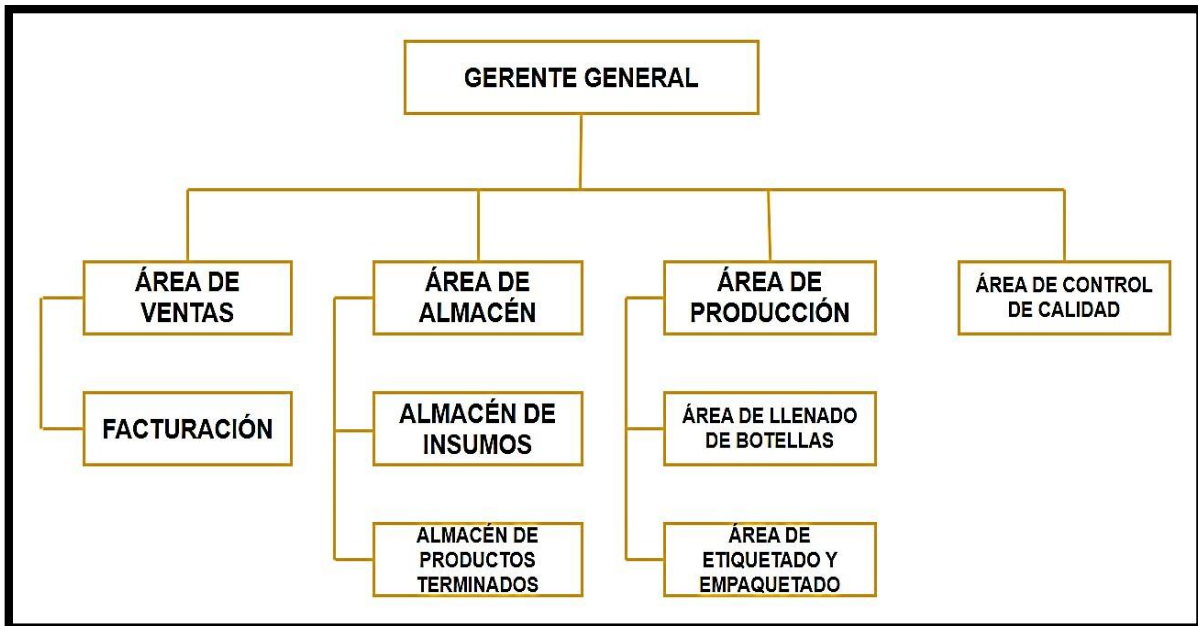 GERENTE GENERAL
ÁREA DE
VENTAS
ÁREA DE
ALMACÉN
ÁREA DE
PRODUCCIÓN
ÁREA DE CONTROL
DE CALIDAD
FACTURACIÓN
ALMACÉN DE
INSUMOS
ÁREA DE LLENADO
DE BOTELLAS
ALMACÉN DE
PRODUCTOS
TERMINADOS
ÁREA DE
ETIQUETADO Y
EMPAQUETADO